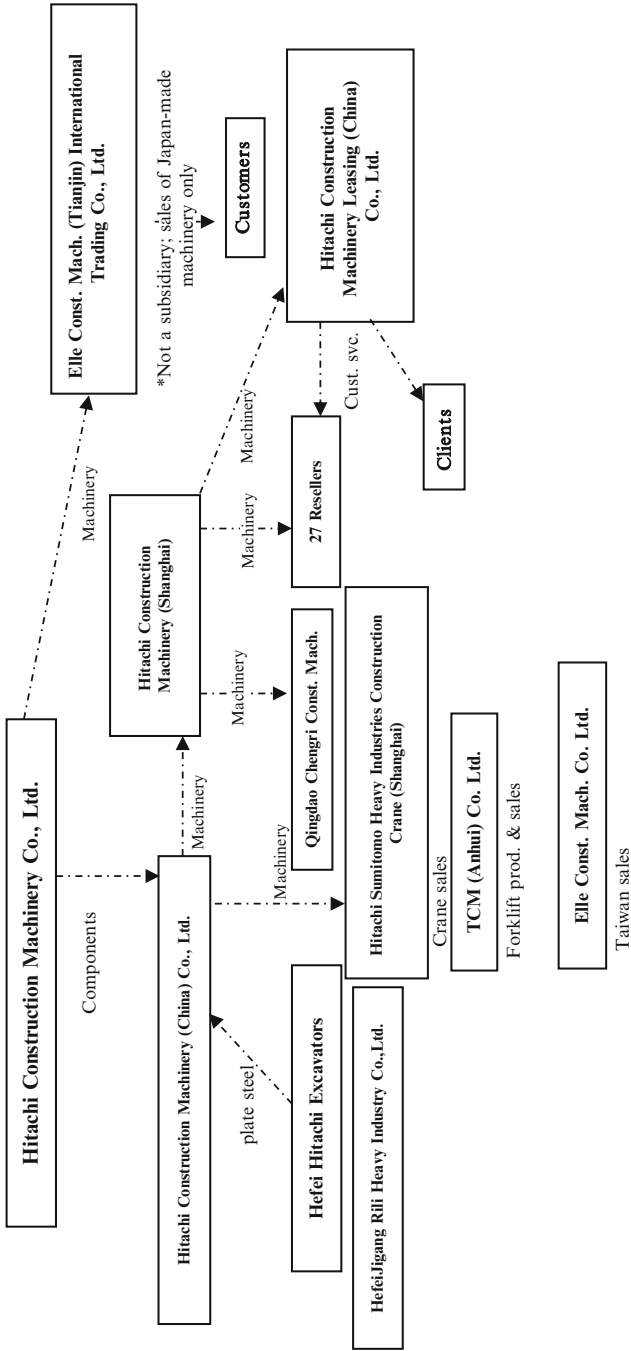 Hitachi Construction Machinery Co., Ltd.
Machinery
Elle Const. Mach. (Tianjin) International
Trading Co., Ltd.
*Not a subsidiary; sales of Japan-made
machinery only
Customers
Components
Hitachi Construction Machinery (China) Co., Ltd.
Machinery
Hitachi Construction
Machinery (Shanghai)
Machinery
Machinery
Machinery
Hitachi Construction
Machinery Leasing (China)
Co., Ltd.
plate steel
Machinery
Hefei Hitachi Excavators
HefeiJigang Rili Heavy Industry Co.,Ltd.
Qingdao Chengri Const. Mach.
27 Resellers
Cust. svc.
Clients
Hitachi Sumitomo Heavy Industries Construction
Crane (Shanghai)
Crane sales
TCM (Anhui) Co. Ltd.
Forklift prod. & sales
Elle Const. Mach. Co. Ltd.
Taiwan sales